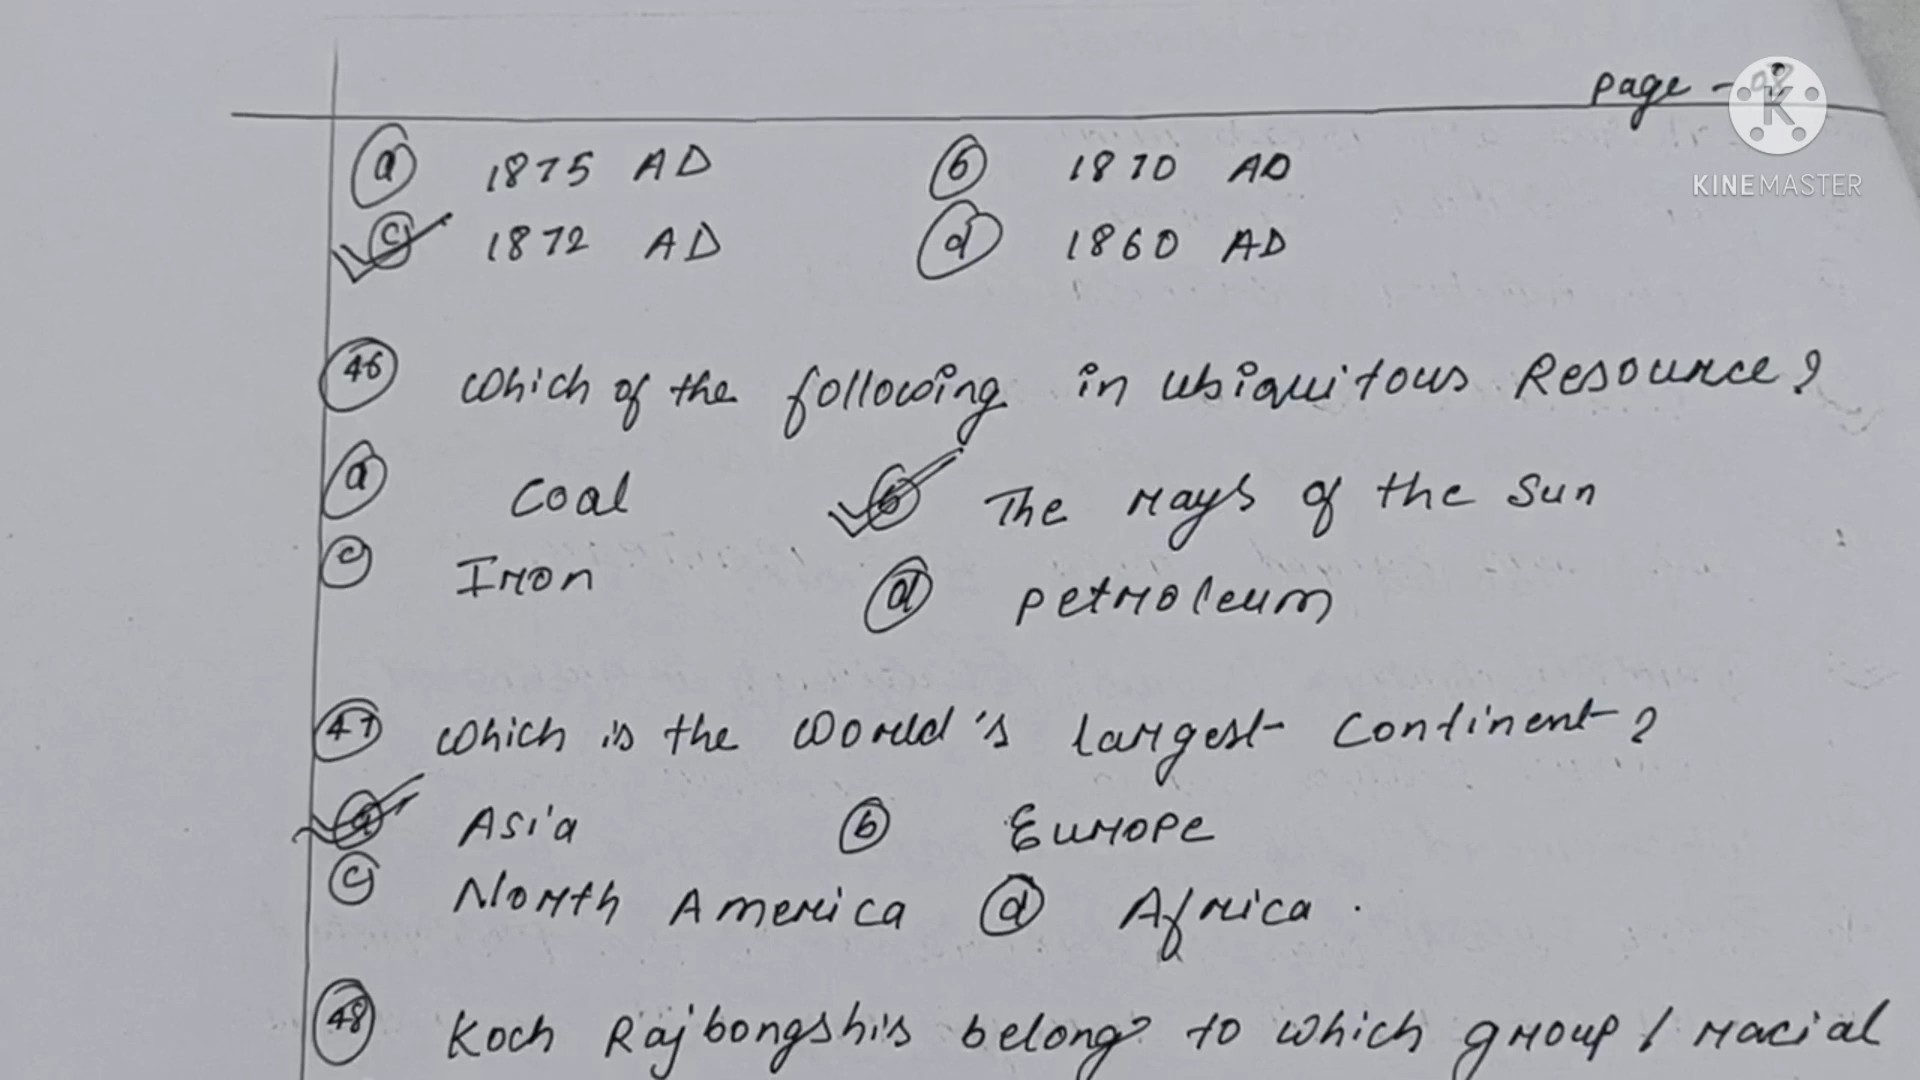 Page -
K
KINEMASTER
a 1875 AD b 1870 AD
c 1872 AD d 1860 AD
46 Which of the following in ubiquitous Resource?
a Coal b The rays of the sun
c Iron d petroleum
47 Which is the world's largest continent?
a Asia b Europe
c North America d Africa.
48 Koch Rajbongshis belong to which group / racial